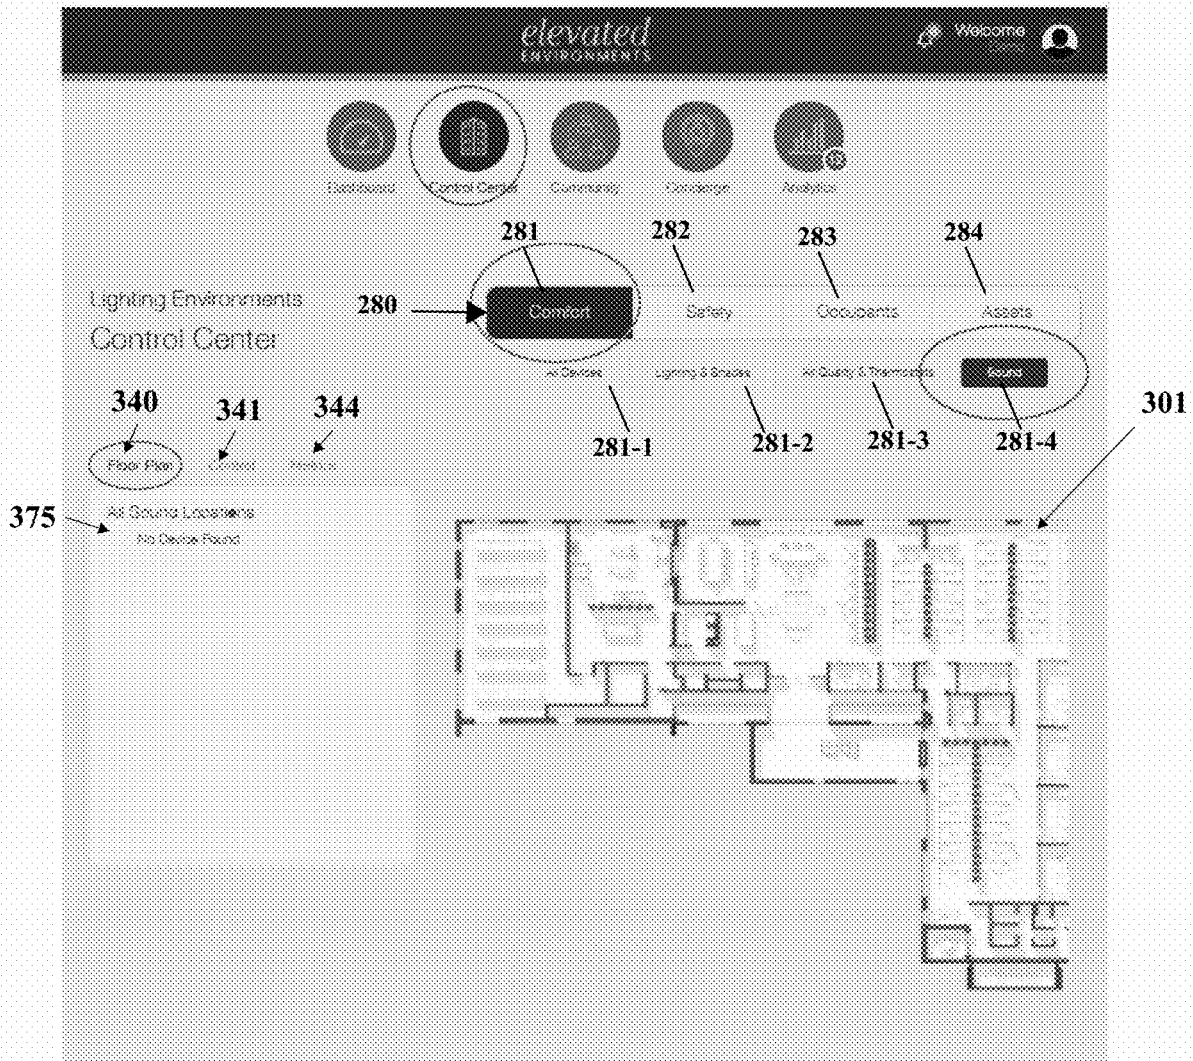 elevated
ENVIRONMENTS
Welcome
Dashboard
Control Center
Community
Concierge
Analytics
281
282
283
284
Lighting Environments
280
Comfort
Safety
Occupants
Assets
Control Center
All Devices
Lighting & Shades
Air Quality & Thermostats
Sound
340
341
344
301
281-1
281-2
281-3
281-4
Floor Plan
Control
375
All Sound Locations
No Device Found